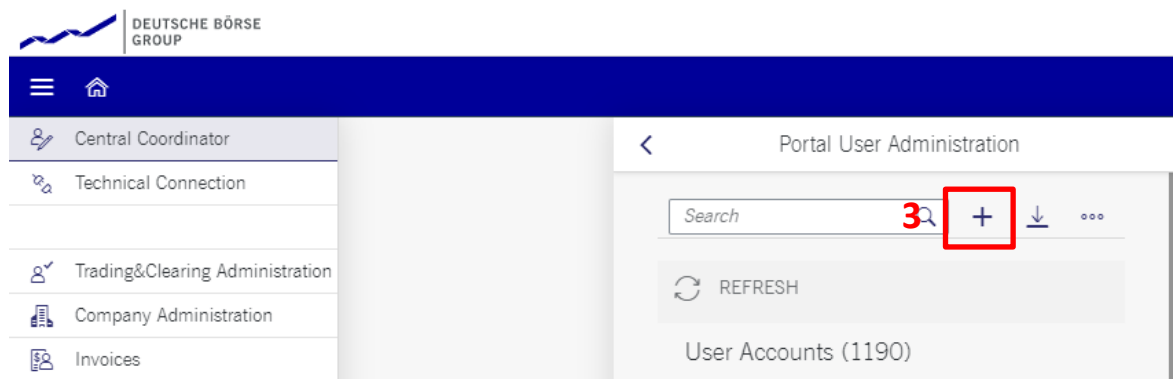 DEUTSCHE BÖRSE
GROUP
Central Coordinator
Technical Connection
Trading&Clearing Administration
Company Administration
Invoices
Portal User Administration
Search
3
REFRESH
User Accounts (1190)